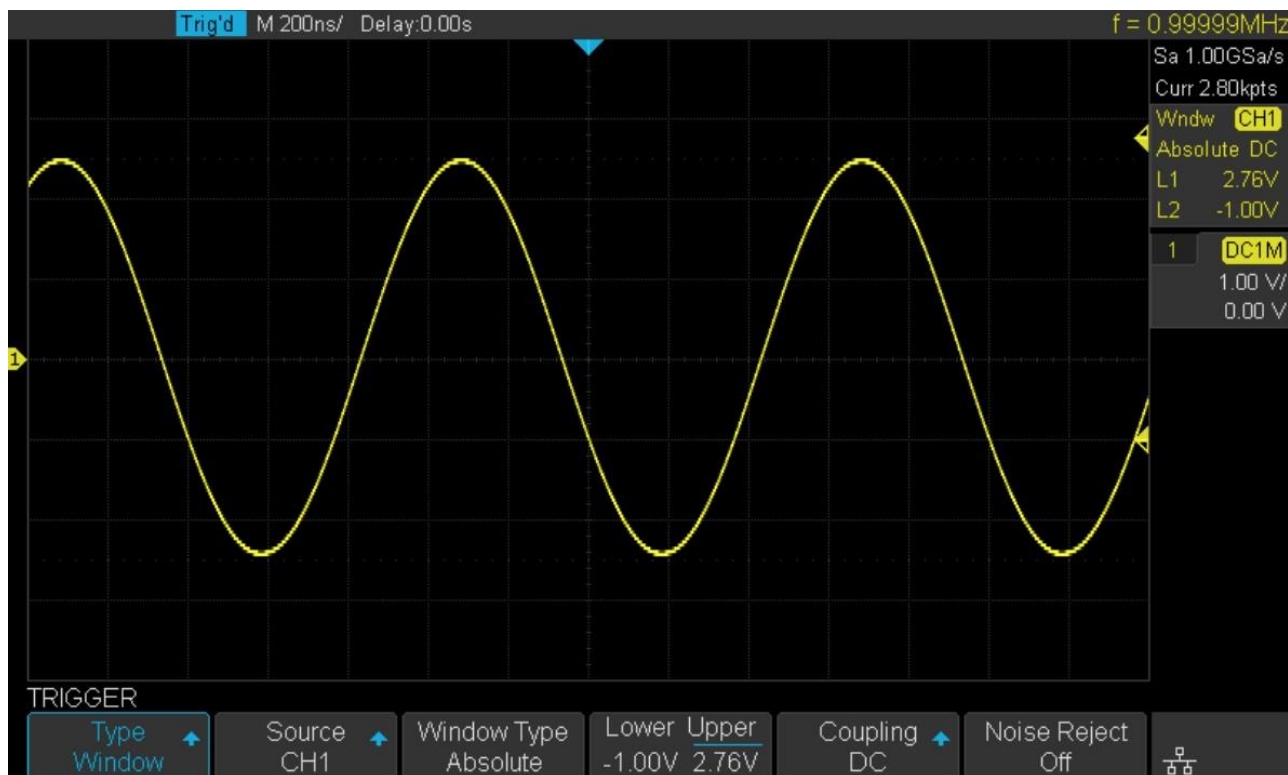 Trig'd M 200ns/ Delay:0.00s f = 0.99999MHz
Sa 1.00GSa/s
Curr 2.80kpts
Wndw CH1
Absolute DC
L1 2.76V
L2 -1.00V
1 DC1M
1.00 V/
0.00 V
1
TRIGGER
Type Source Window Type Lower Upper Coupling Noise Reject
Window CH1 Absolute -1.00V 2.76V DC Off